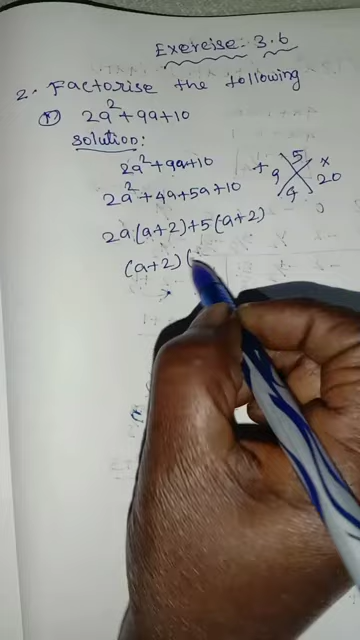 Exercise. 3.6
2. Factorise the following
2a² + 9a + 10
Solution:
2a² + 9a + 10
2a² + 4a + 5a + 10
+ 9 5 4 x 20
2a (a+2) + 5 (a+2)
(a+2) (